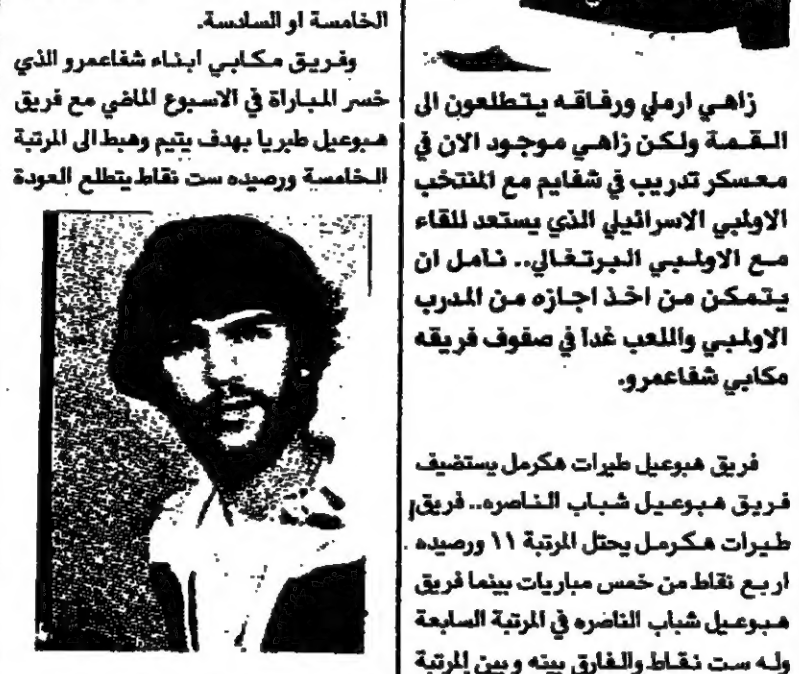 زاهي ارملي ورفاقه يتطلعون الى
القمة ولكن زاهي موجود الان في
معسكر تدريب في شفايم مع المنتخب
الاولمبي الاسرائيلي الذي يستعد للقاء
مع الاولمبي البرتغالي.. نأمل ان
يتمكن من اخذ اجازه من المدرب
الاولمبي واللعب غداً في صفوف فريقه
مكابي شفاعمرو.
فريق هبوعيل طيرات هكرمل يستضيف
فريق هبوعيل شباب الناصره.. فريق
طيرات هكرمل يحتل المرتبة ١١ ورصيده
اربع نقاط من خمس مباريات بينما فريق
هبوعيل شباب الناصره في المرتبة السابعة
وله ست نقاط والفارق بينه وبين المرتبة
الخامسة او السادسة.
وفريق مكابي ابناء شفاعمرو الذي
خسر المباراة في الاسبوع الماضي مع فريق
هبوعيل طبريا بهدف يتيم وهبط الى المرتبة
الخامسة ورصيده ست نقاط يتطلع العودة